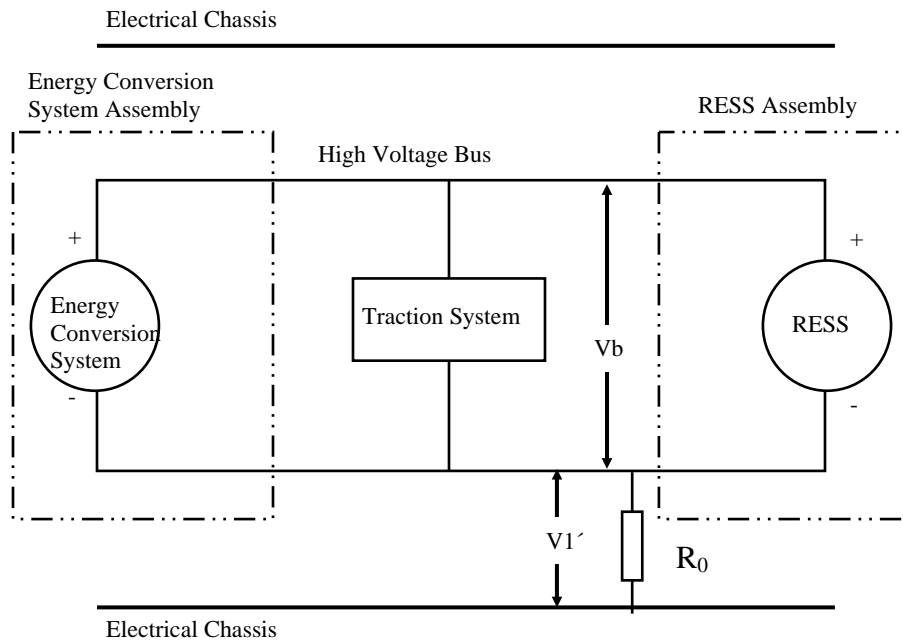 Electrical Chassis
Energy Conversion
System Assembly
RESS Assembly
High Voltage Bus
+
+
Energy
Conversion
System
Traction System
Vb
RESS
-
-
V1´
R₀
Electrical Chassis